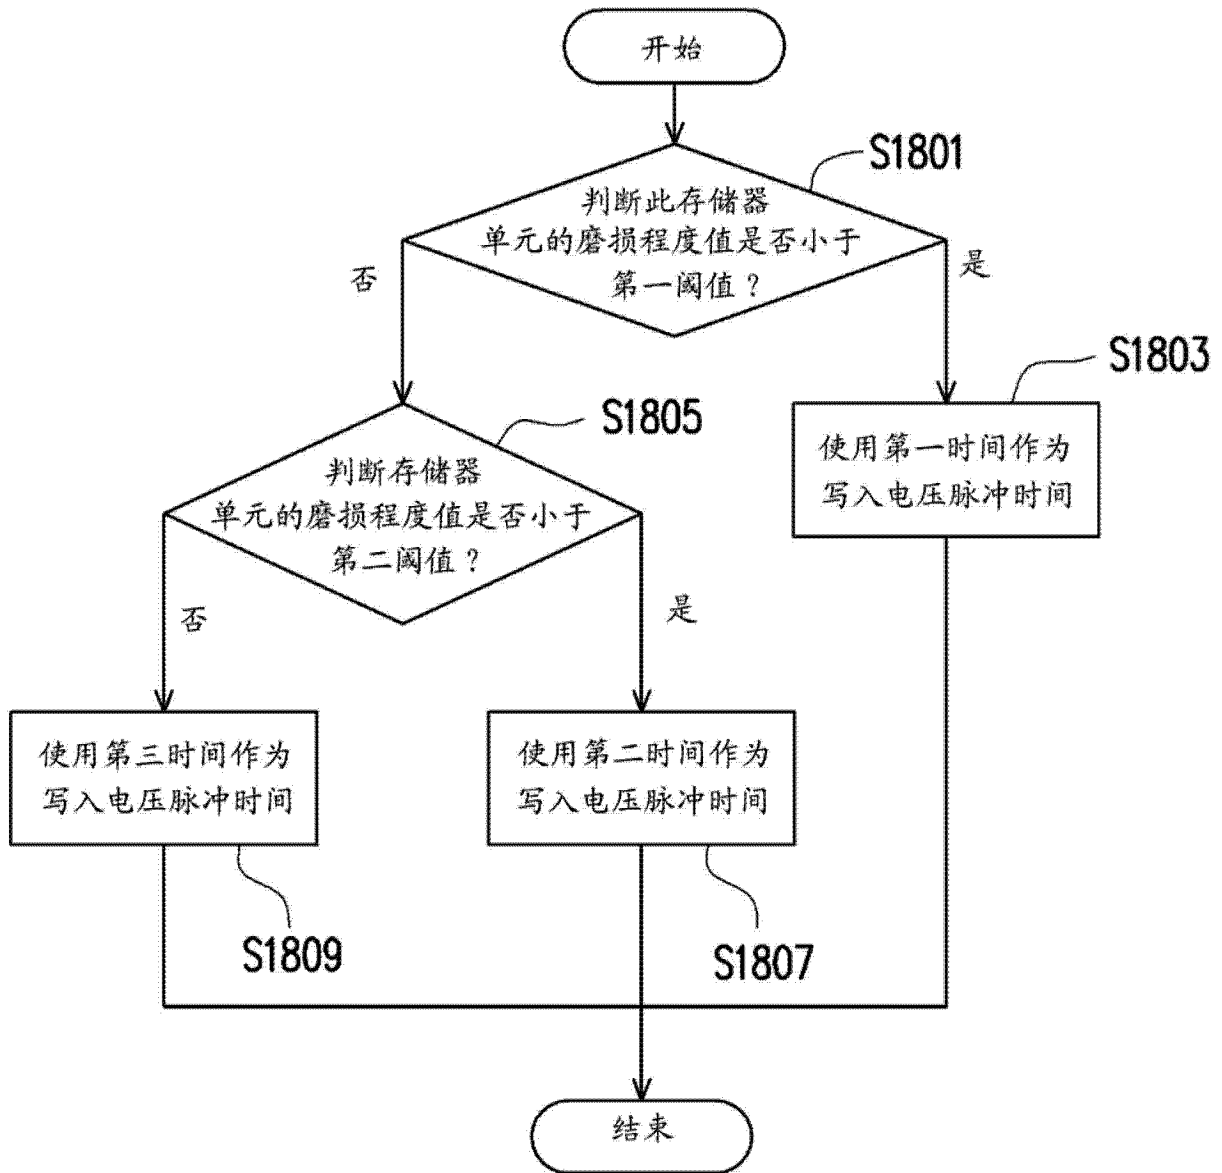 开始
S1801
判断此存储器
单元的磨损程度值是否小于
第一阈值？
否
是
S1803
使用第一时间作为
写入电压脉冲时间
S1805
判断存储器
单元的磨损程度值是否小于
第二阈值？
否
是
使用第三时间作为
写入电压脉冲时间
使用第二时间作为
写入电压脉冲时间
S1809
S1807
结束